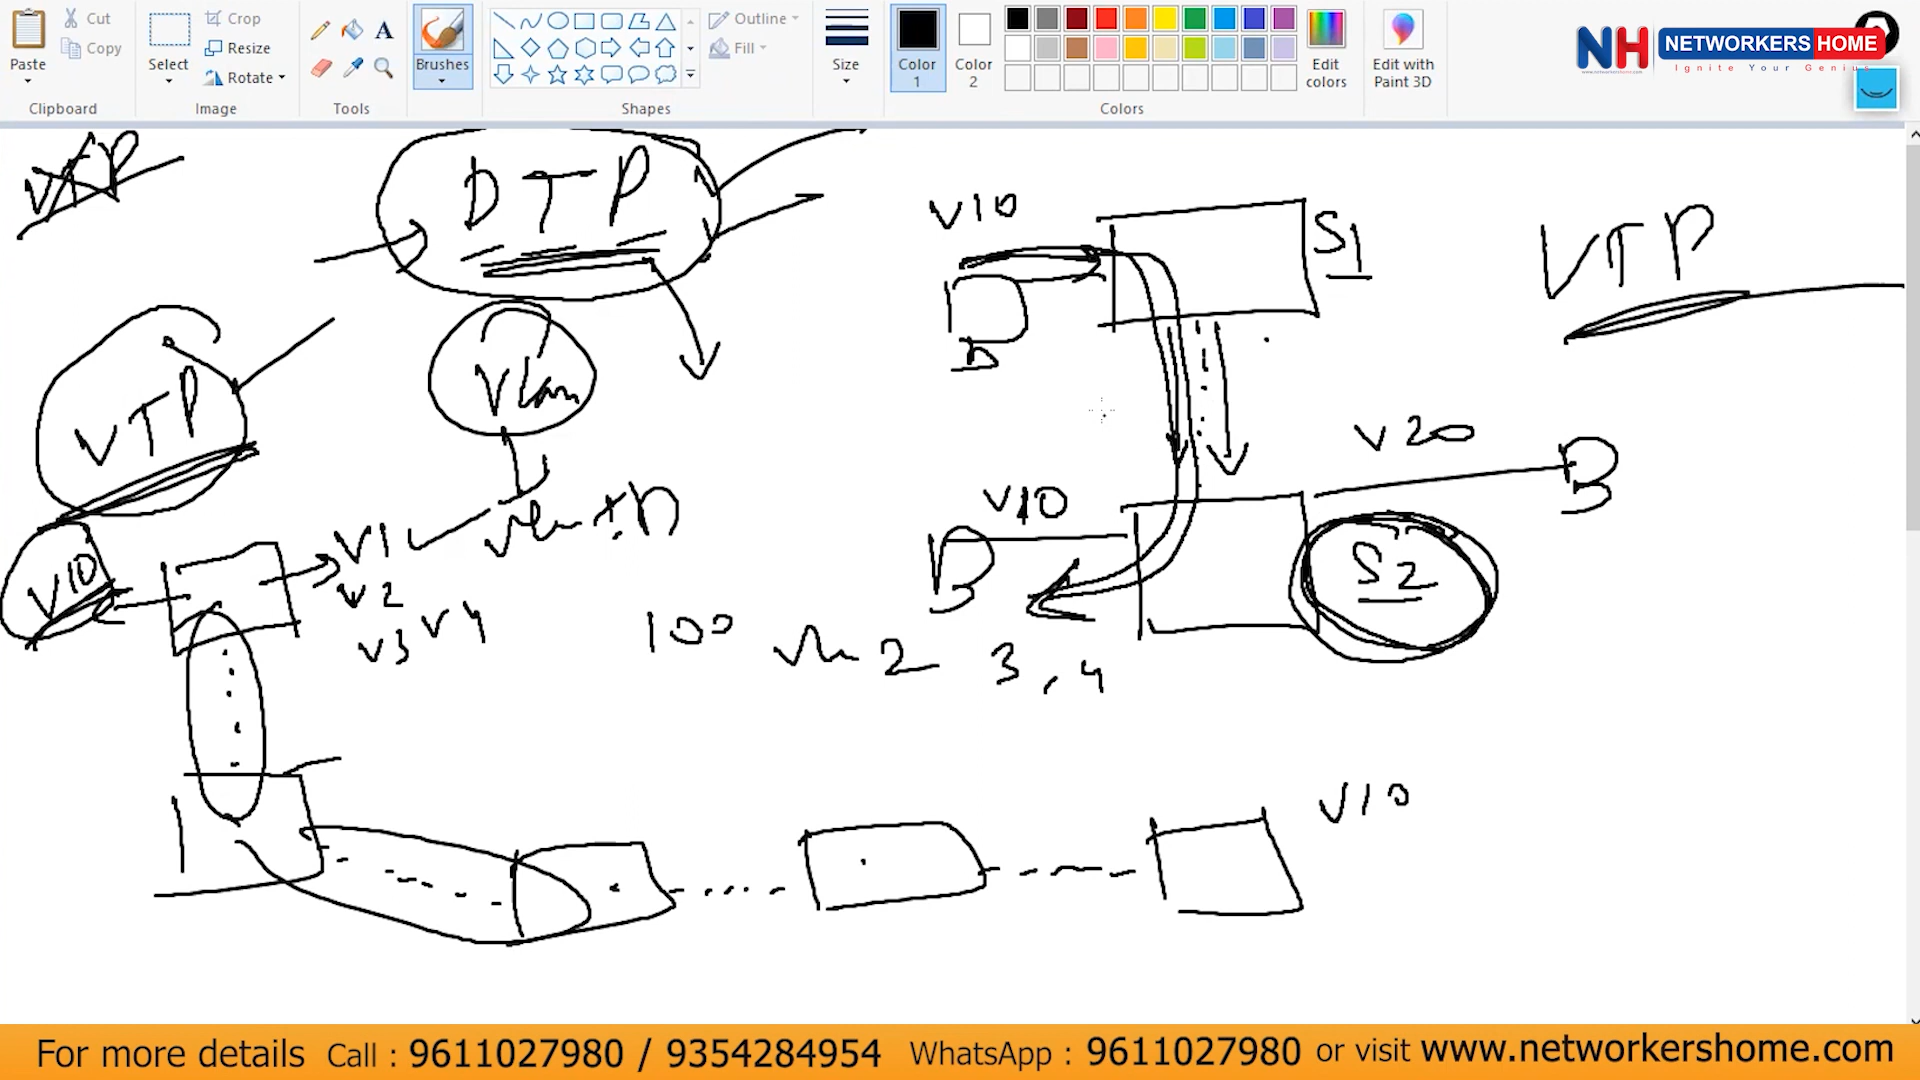 Paste
Cut
Copy
Clipboard
Select
Crop
Resize
Rotate
Image
A
Tools
Brushes
Outline
Fill
Shapes
Size
Color
1
Color
2
Colors
Edit
colors
Edit with
Paint 3D
NH NETWORKERS HOME
Ignite Your Genius
VTP
DTP
Vlan
VTP
V10
V1
V2
V3 V4
100
2 3, 4
V10
S1
D
VTP
V20
B
V10
B
S2
V10
For more details Call : 9611027980 / 9354284954 WhatsApp : 9611027980 or visit www.networkershome.com